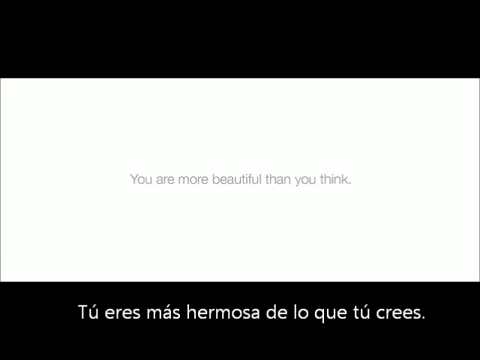 You are more beautiful than you think.
Tú eres más hermosa de lo que tú crees.